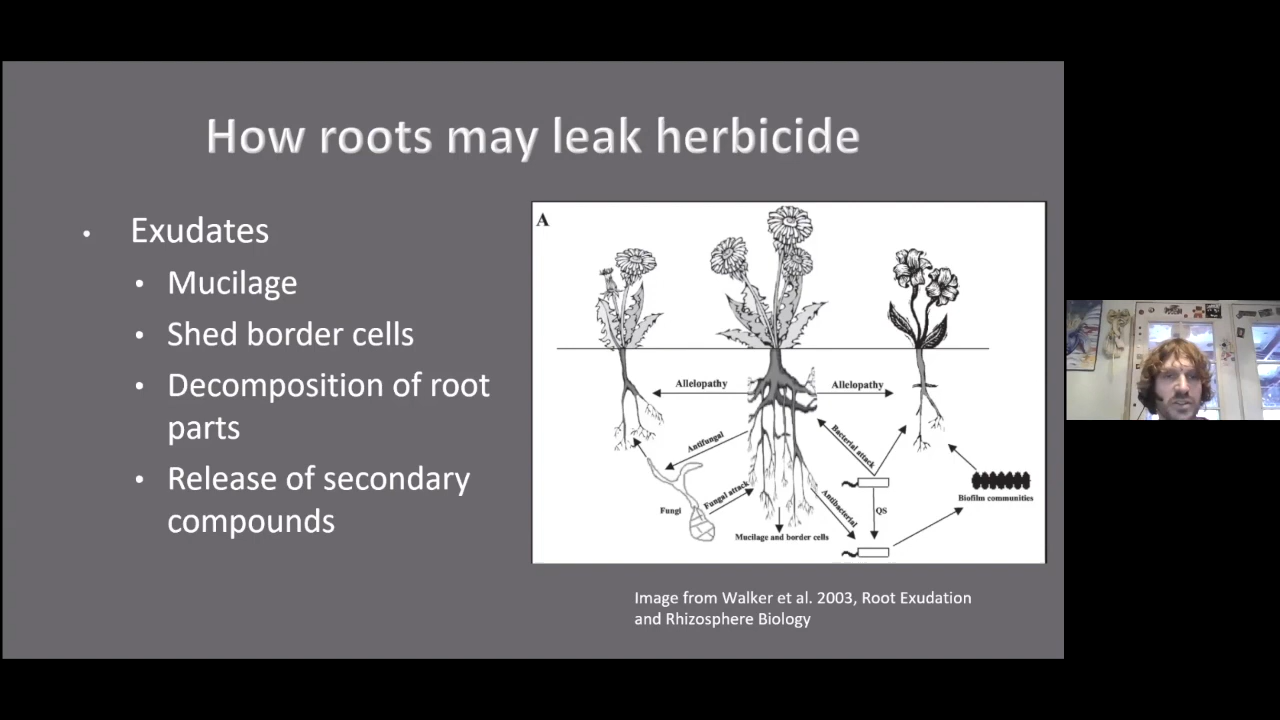 How roots may leak herbicide
• Exudates
• Mucilage
• Shed border cells
• Decomposition of root
parts
• Release of secondary
compounds
A
Allelopathy
Allelopathy
Antifungal
Bacterial attack
Fungi
Fungal attack
Antibacterial
QS
Biofilm communities
Mucilage and border cells
Image from Walker et al. 2003, Root Exudation
and Rhizosphere Biology